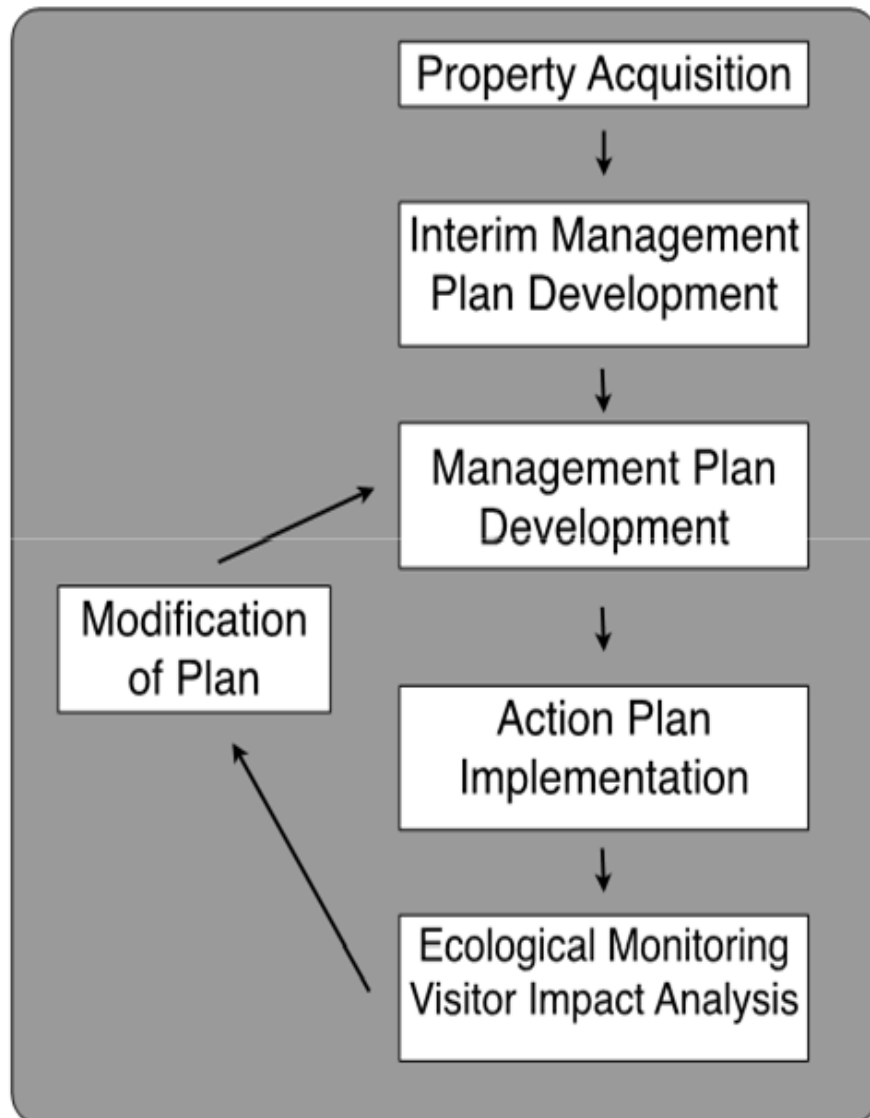 Property Acquisition
Interim Management
Plan Development
Management Plan
Development
Modification
of Plan
Action Plan
Implementation
Ecological Monitoring
Visitor Impact Analysis